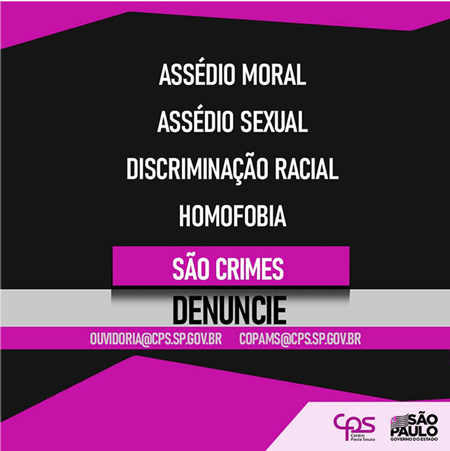 ASSÉDIO MORAL
ASSÉDIO SEXUAL
DISCRIMINAÇÃO RACIAL
HOMOFOBIA
SÃO CRIMES
DENUNCIE
OUVIDORIA@CPS.SP.GOV.BR COPAMS@CPS.SP.GOV.BR
CPS
Centro
Paula Souza
SÃO
PAULO
GOVERNO DO ESTADO